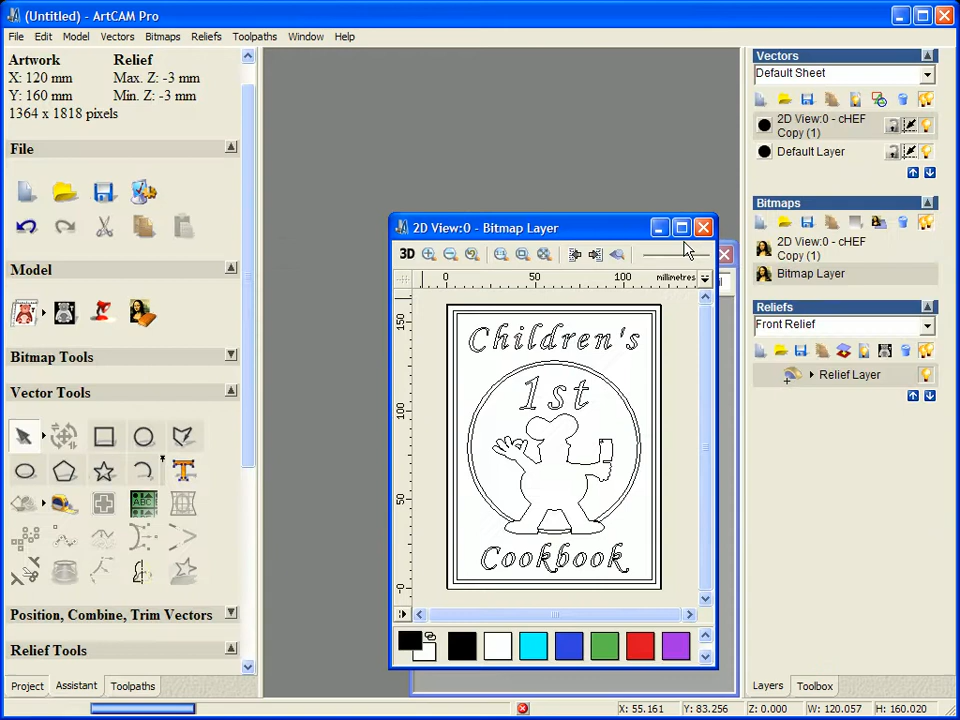 (Untitled) - ArtCAM Pro
File Edit Model Vectors Bitmaps Reliefs Toolpaths Window Help
Artwork Relief
X: 120 mm Max. Z: -3 mm
Y: 160 mm Min. Z: -3 mm
1364 x 1818 pixels
File
Model
Bitmap Tools
Vector Tools
ABC
Position, Combine, Trim Vectors
Relief Tools
Project Assistant Toolpaths
2D View:0 - Bitmap Layer
3D
0 50 100 millimetres
150
100
50
-0
Children's
1st
Cookbook
Vectors
Default Sheet
2D View:0 - cHEF
Copy (1)
Default Layer
Bitmaps
2D View:0 - cHEF
Copy (1)
Bitmap Layer
Reliefs
Front Relief
Relief Layer
Layers Toolbox
X: 55.161 Y: 83.256 Z: 0.000 W: 120.057 H: 160.020